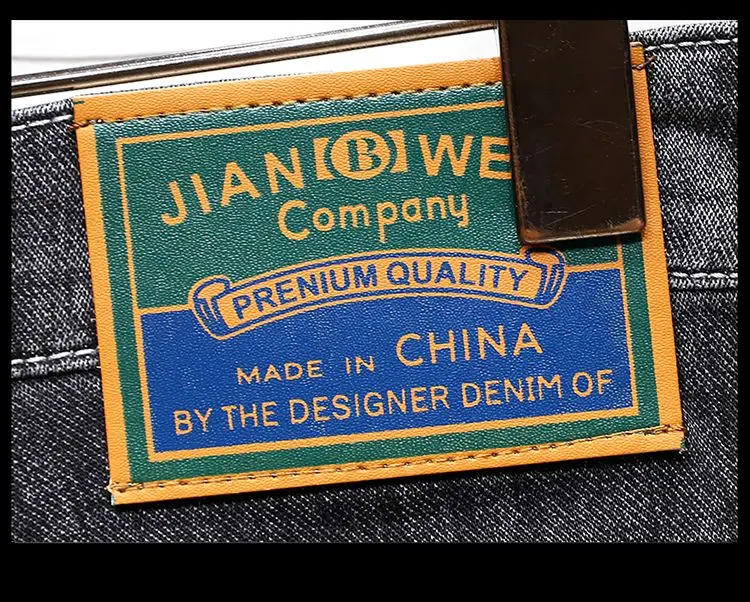 JIAN【B】WE
Company
PRENIUM QUALITY
MADE IN CHINA
BY THE DESIGNER DENIM OF